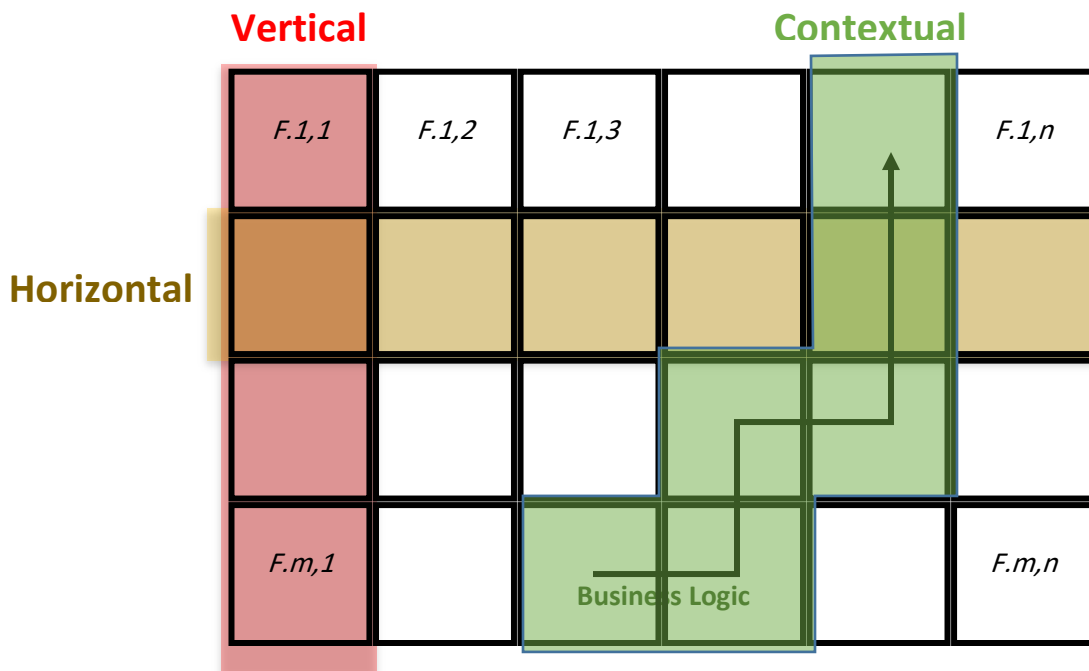 Vertical
Contextual
F.1,1
F.1,2
F.1,3
F.1,n
Horizontal
F.m,1
F.m,n
Business Logic